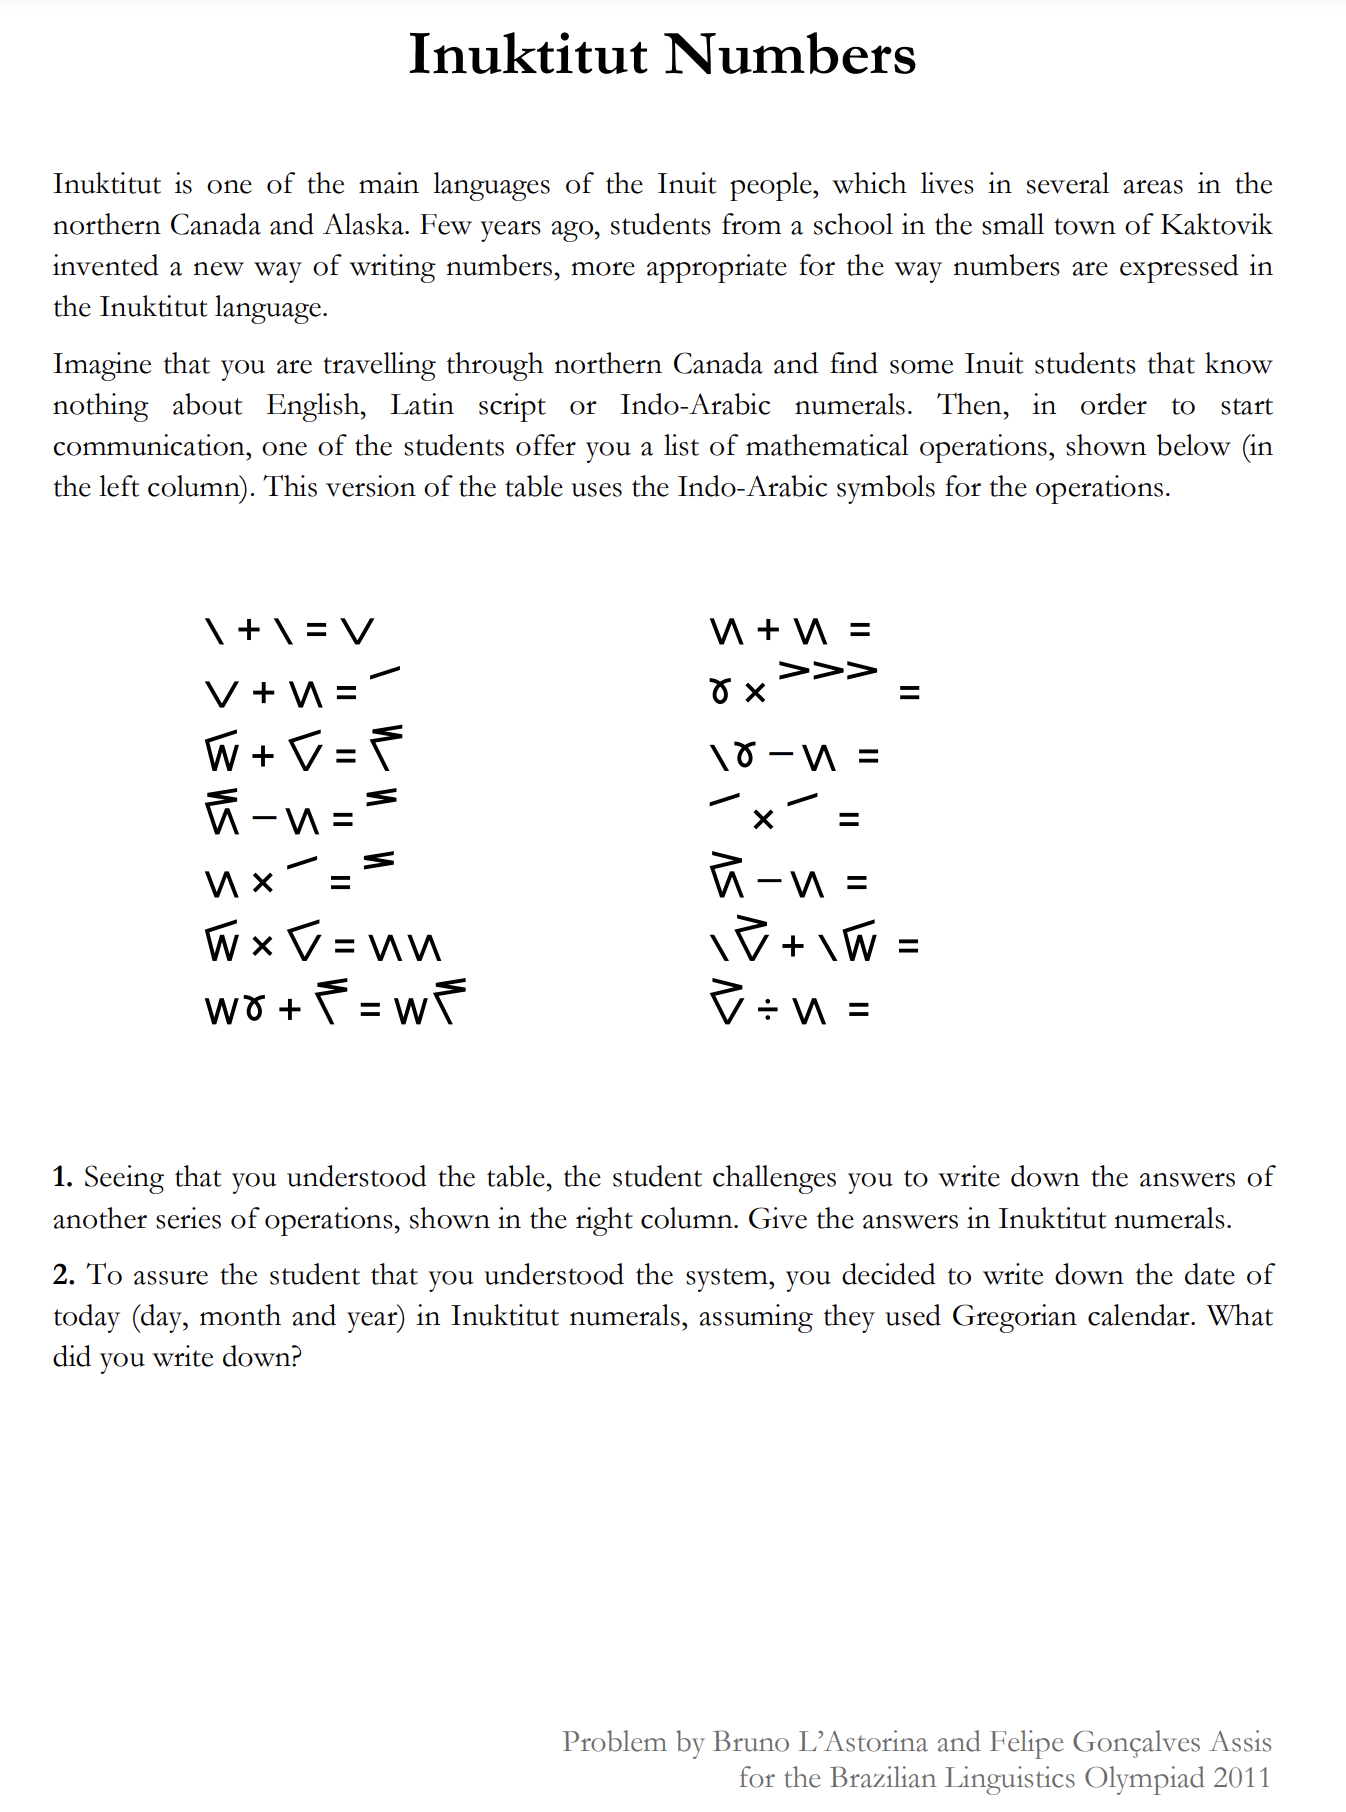 Inuktitut Numbers
Inuktitut is one of the main languages of the Inuit people, which lives in several areas in the
northern Canada and Alaska. Few years ago, students from a school in the small town of Kaktovik
invented a new way of writing numbers, more appropriate for the way numbers are expressed in
the Inuktitut language.
Imagine that you are travelling through northern Canada and find some Inuit students that know
nothing about English, Latin script or Indo-Arabic numerals. Then, in order to start
communication, one of the students offer you a list of mathematical operations, shown below (in
the left column). This version of the table uses the Indo-Arabic symbols for the operations.
𝋁 + 𝋁 = 𝋂
𝋂 + 𝋃 = 𝋅
𝋉 + 𝋇 = 𝋐
𝋒 − 𝋃 = 𝋏
𝋃 × 𝋅 = 𝋏
𝋉 × 𝋇 = 𝋃𝋃
𝋄𝋀 + 𝋐 = 𝋄𝋐
𝋃 + 𝋃 =
𝋀 × 𝋊𝋊𝋊 =
𝋁𝋀 − 𝋃 =
𝋅 × 𝋅 =
𝋍 − 𝋃 =
𝋁𝋌 + 𝋁𝋉 =
𝋌 ÷ 𝋃 =
1. Seeing that you understood the table, the student challenges you to write down the answers of
another series of operations, shown in the right column. Give the answers in Inuktitut numerals.
2. To assure the student that you understood the system, you decided to write down the date of
today (day, month and year) in Inuktitut numerals, assuming they used Gregorian calendar. What
did you write down?
Problem by Bruno L’Astorina and Felipe Gonçalves Assis
for the Brazilian Linguistics Olympiad 2011